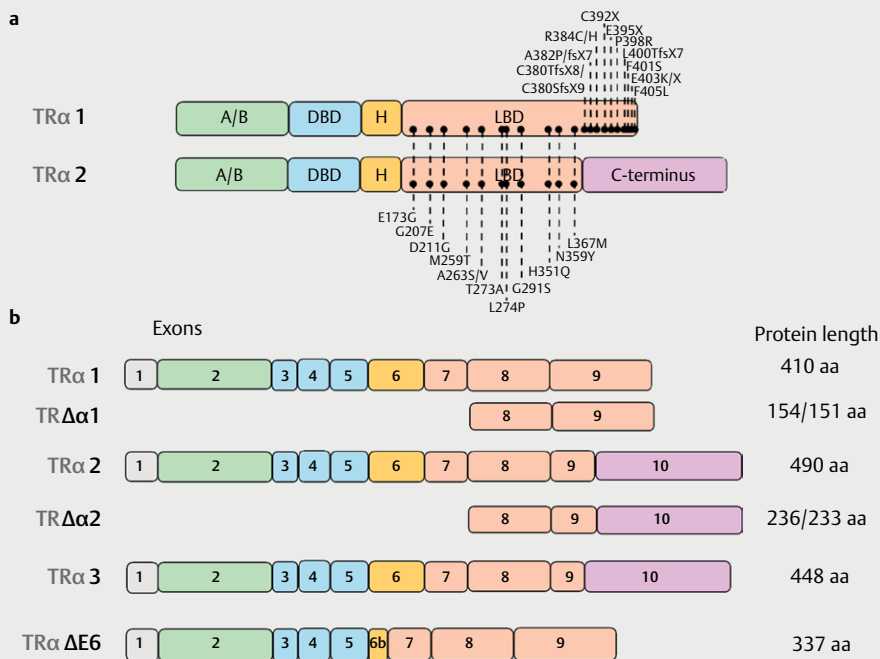 a
C392X
E395X
R384C/H
P398R
A382P/fsX7
L400TfsX7
C380TfsX8/
F401S
E403K/X
C380SfsX9
F405L
TRα 1
A/B
DBD
H
LBD
TRα 2
A/B
DBD
H
LBD
C-terminus
E173G
G207E
D211G
L367M
M259T
N359Y
A263S/V
H351Q
T273A
G291S
L274P
b
Exons
Protein length
TRα 1
1 2 3 4 5 6 7 8 9
410 aa
TRΔα1
8 9
154/151 aa
TRα 2
1 2 3 4 5 6 7 8 9 10
490 aa
TRΔα2
8 9 10
236/233 aa
TRα 3
1 2 3 4 5 6 7 8 9 10
448 aa
TRα ΔE6
1 2 3 4 5 6b 7 8 9
337 aa